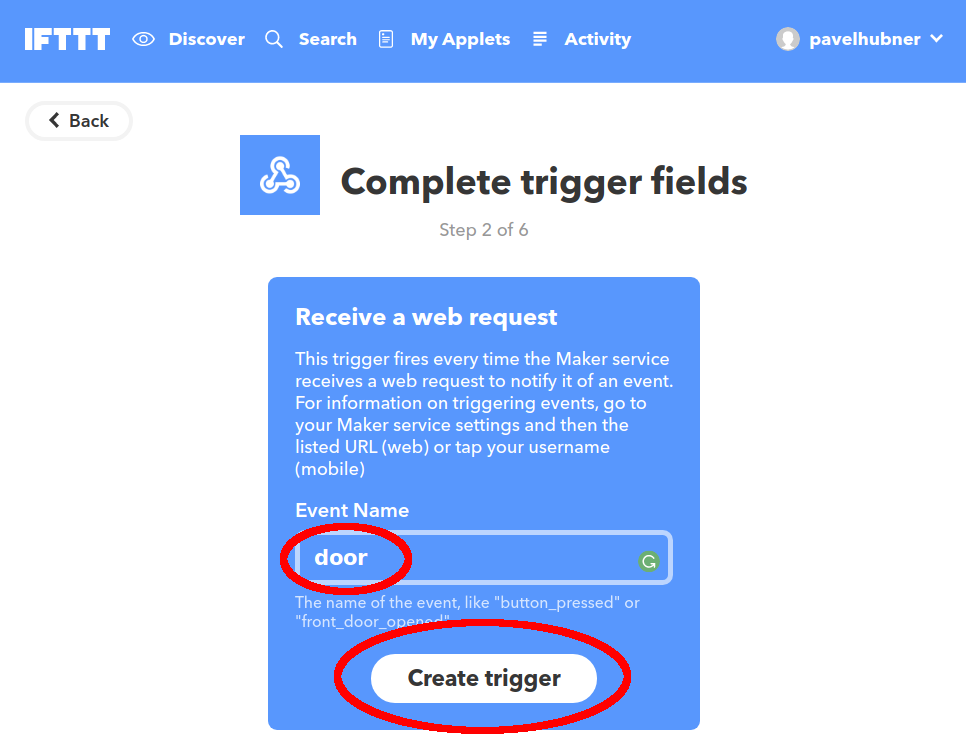 IFTTT Discover Search My Applets Activity pavelhubner
Back
Complete trigger fields
Step 2 of 6
Receive a web request
This trigger fires every time the Maker service
receives a web request to notify it of an event.
For information on triggering events, go to
your Maker service settings and then the
listed URL (web) or tap your username
(mobile)
Event Name
door
The name of the event, like "button_pressed" or
"front_door_opened"
Create trigger